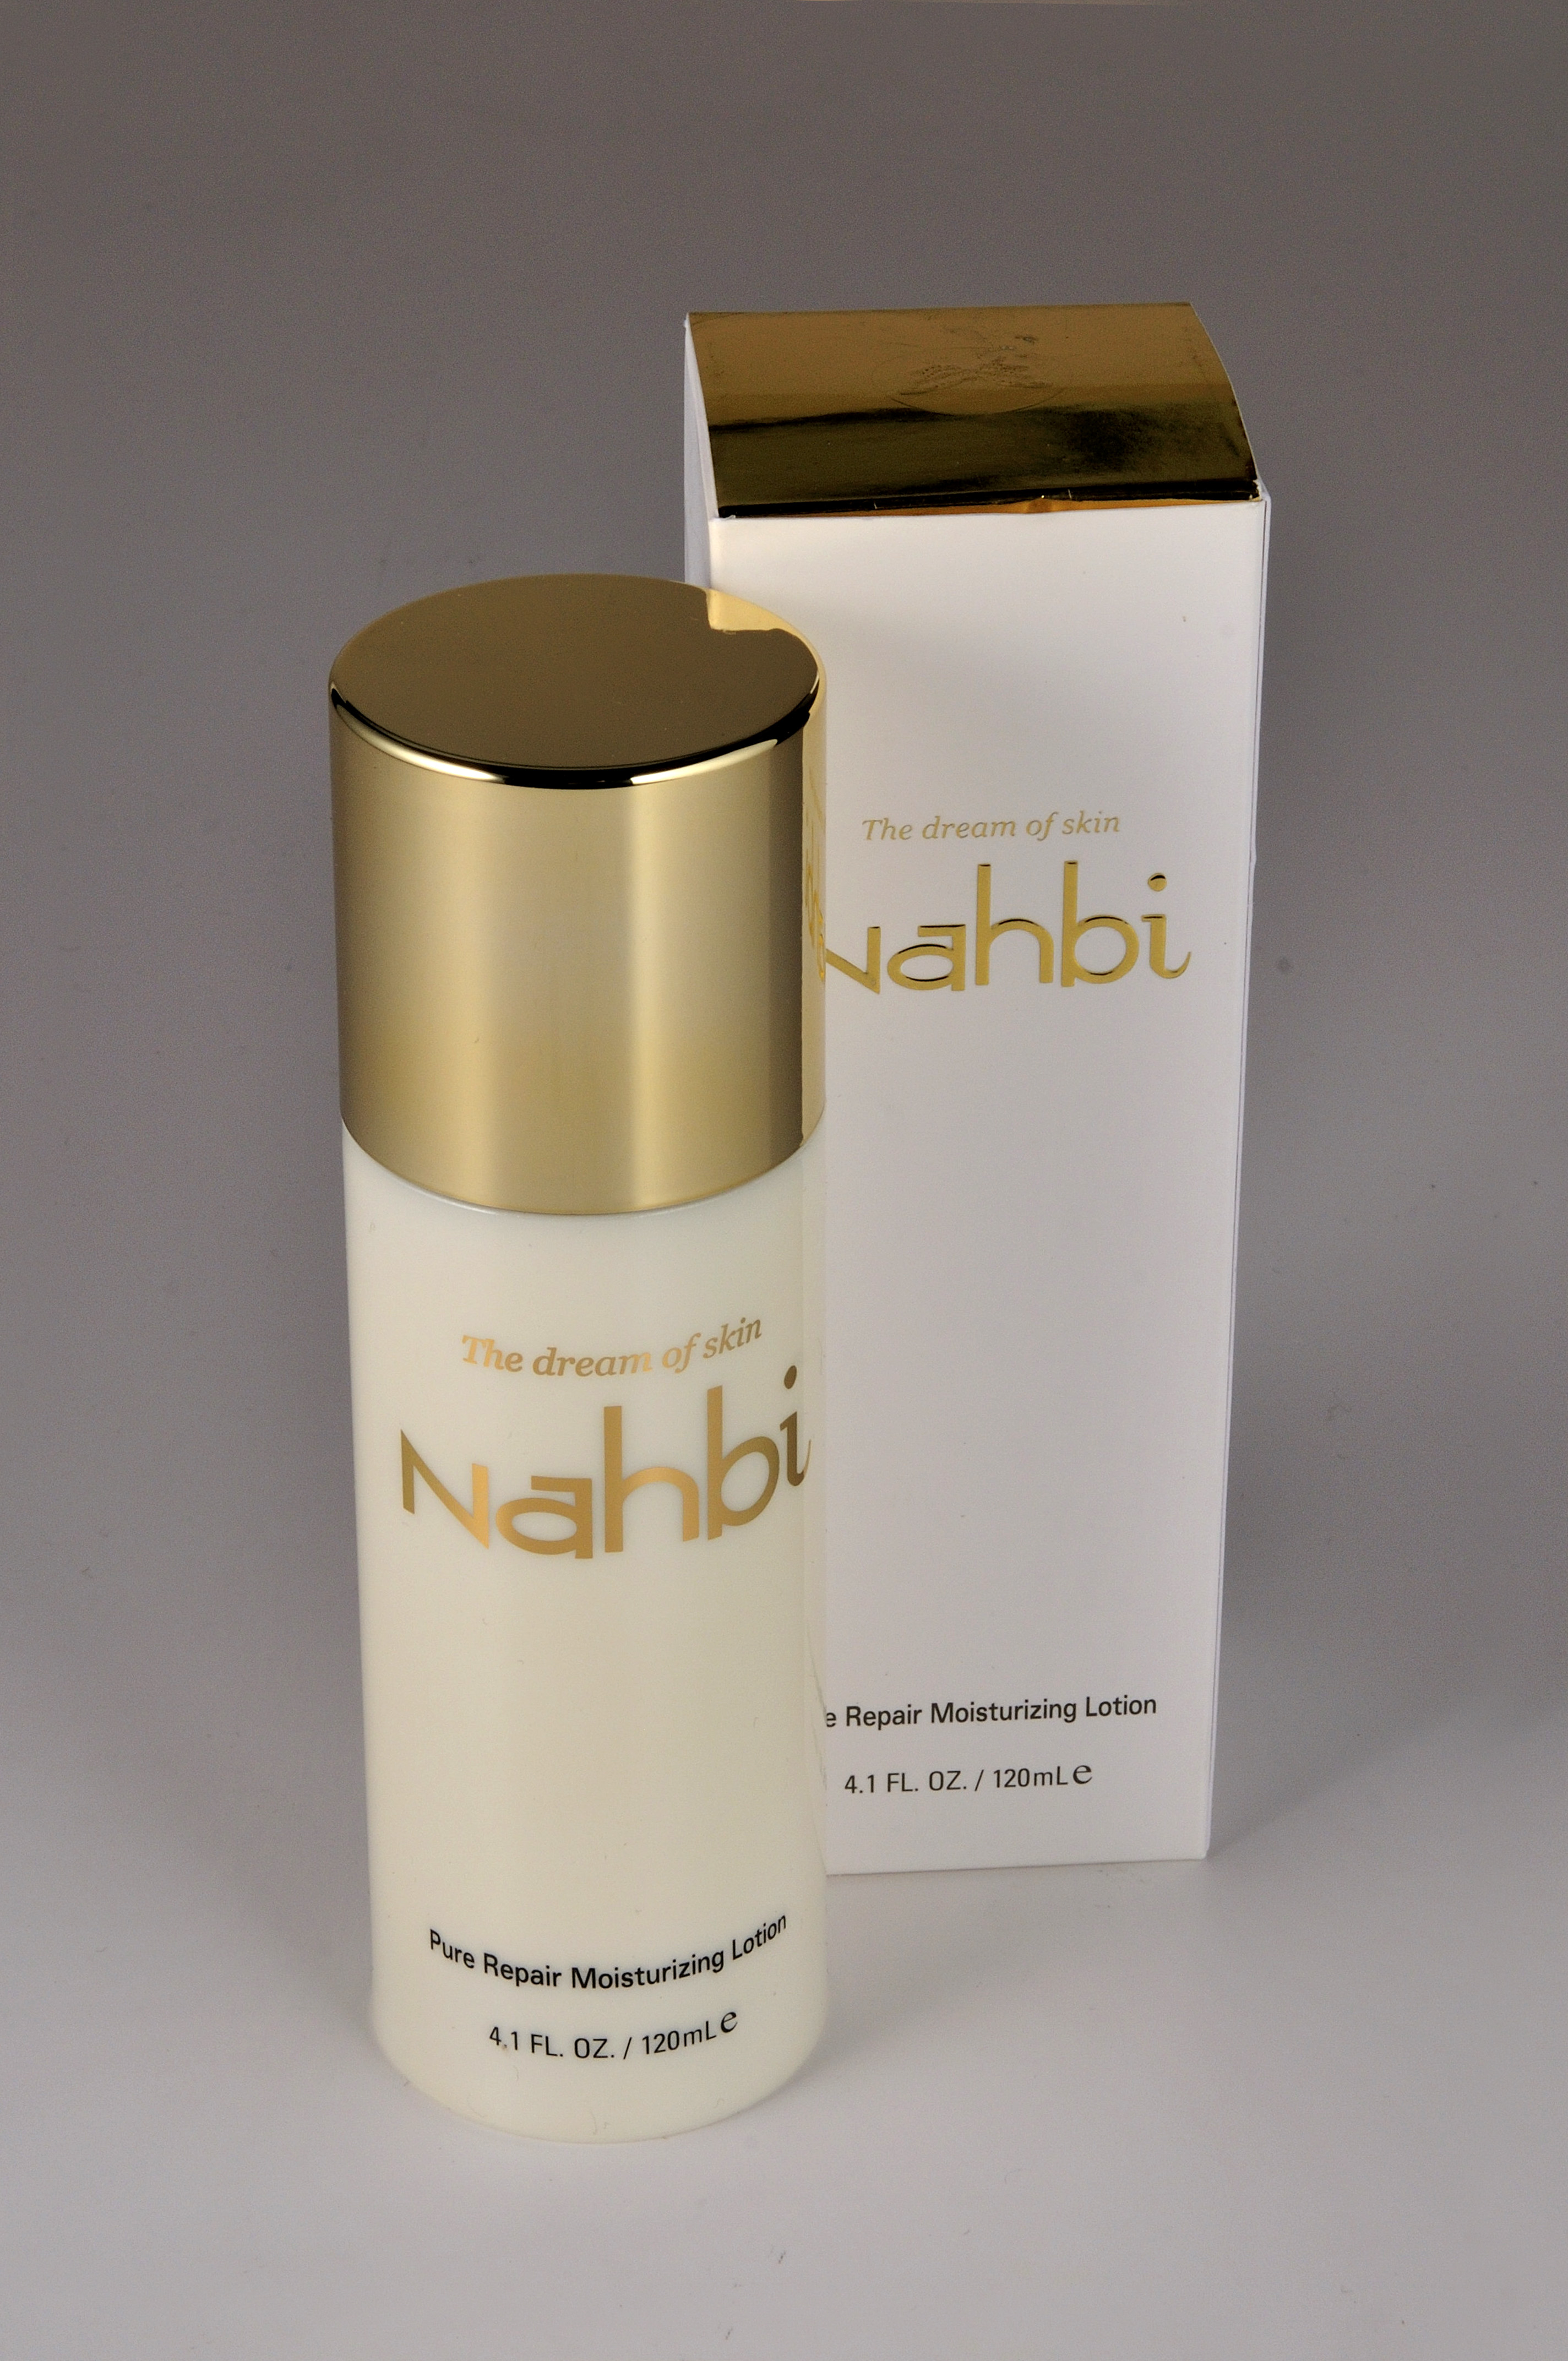 The dream of skin
Nahbi
Pure Repair Moisturizing Lotion
4.1 FL. OZ. / 120mL e
The dream of skin
Nahbi
Repair Moisturizing Lotion
4.1 FL. OZ. / 120mL e